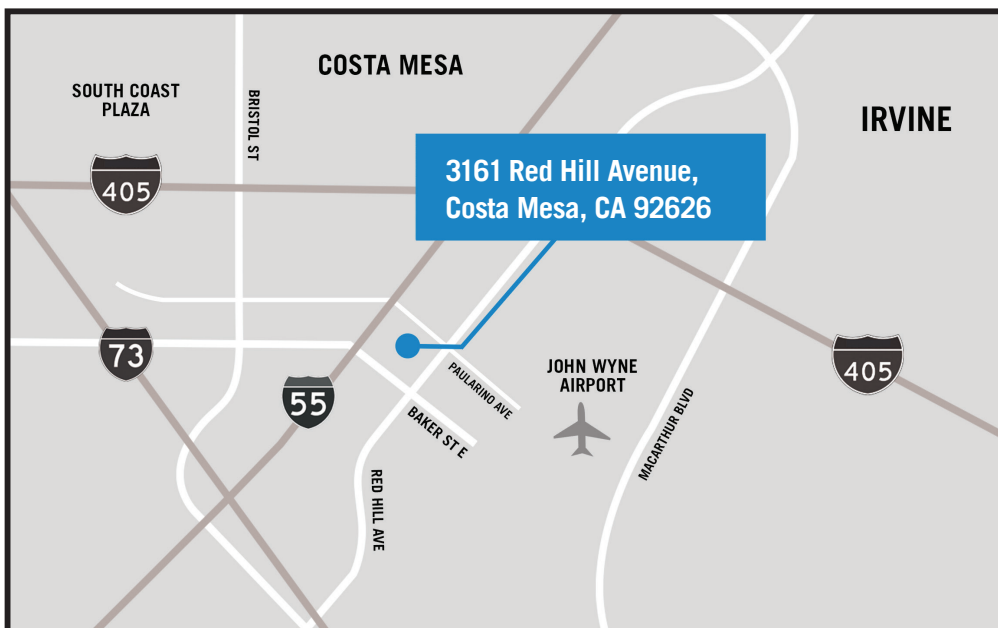 COSTA MESA
SOUTH COAST
PLAZA
BRISTOL ST
IRVINE
3161 Red Hill Avenue,
Costa Mesa, CA 92626
405
73
55
PAULARINO AVE
BAKER ST E
RED HILL AVE
JOHN WYNE
AIRPORT
MACARTHUR BLVD
405